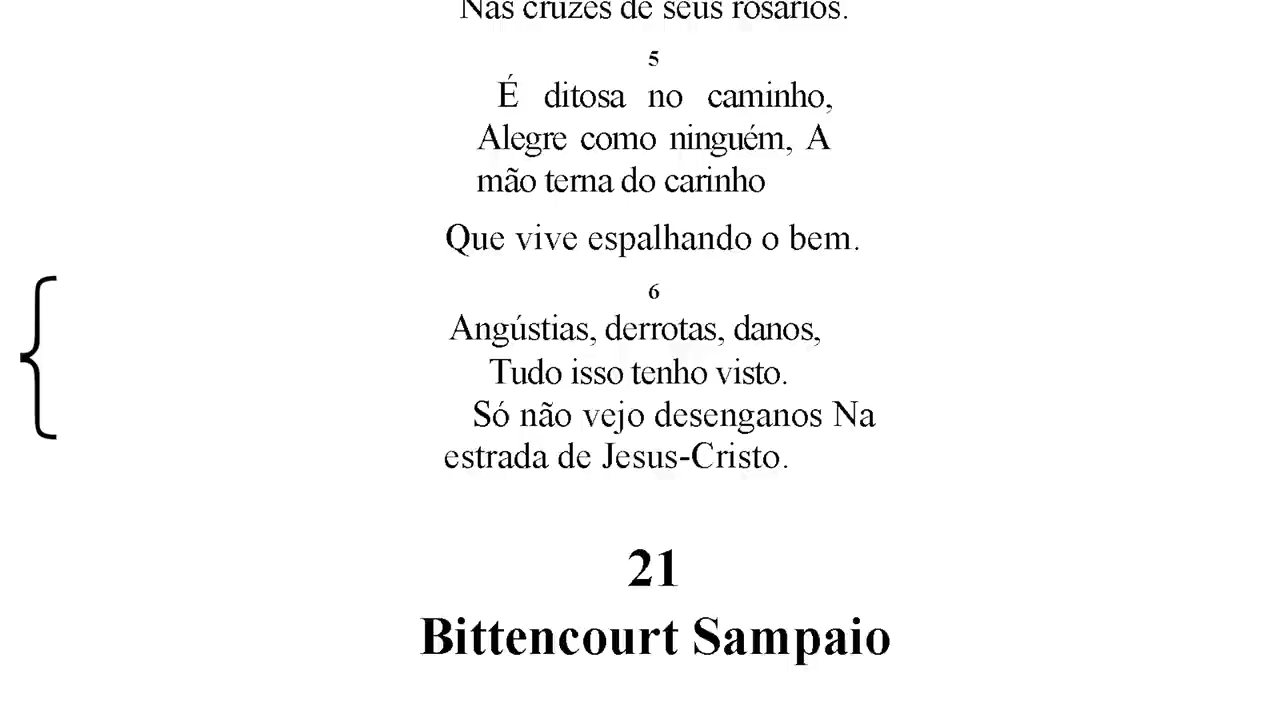 Nas cruzes de seus rosários.
5
É ditosa no caminho,
Alegre como ninguém, A
mão terna do carinho
Que vive espalhando o bem.
6
Angústias, derrotas, danos,
Tudo isso tenho visto.
Só não vejo desenganos Na
estrada de Jesus-Cristo.
21
Bittencourt Sampaio